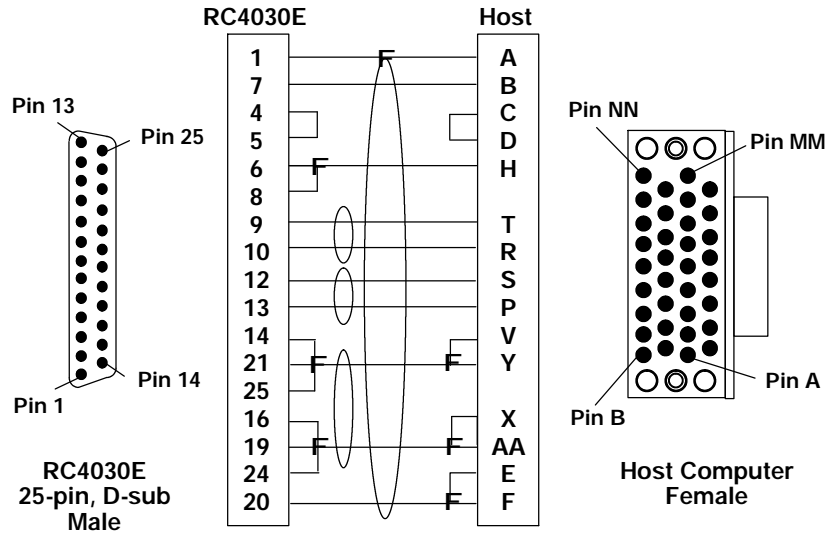 RC4030E Host
1 A
7 B
4 C
5 D
6 H
8
9 T
10 R
12 S
13 P
14 V
21 Y
25
16 X
19 AA
24 E
20 F
F
F
F
F
F
F
F
Pin 13
Pin 25
Pin 1
Pin 14
RC4030E
25-pin, D-sub
Male
Pin NN
Pin MM
Pin A
Pin B
Host Computer
Female